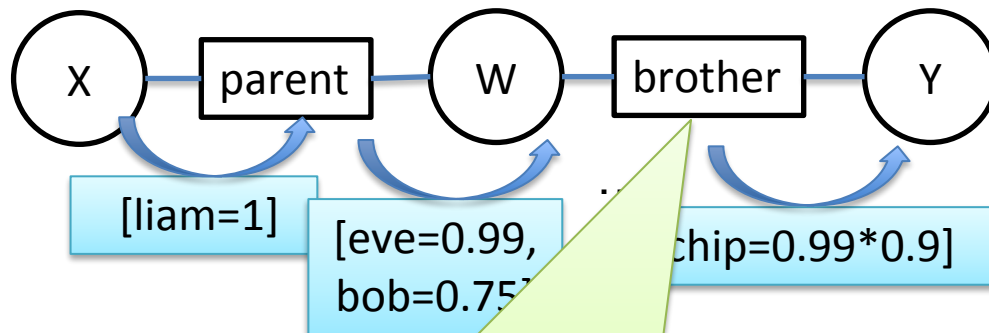 X
parent
W
brother
Y
[liam=1]
[eve=0.99,
bob=0.75]
chip=0.99*0.9]